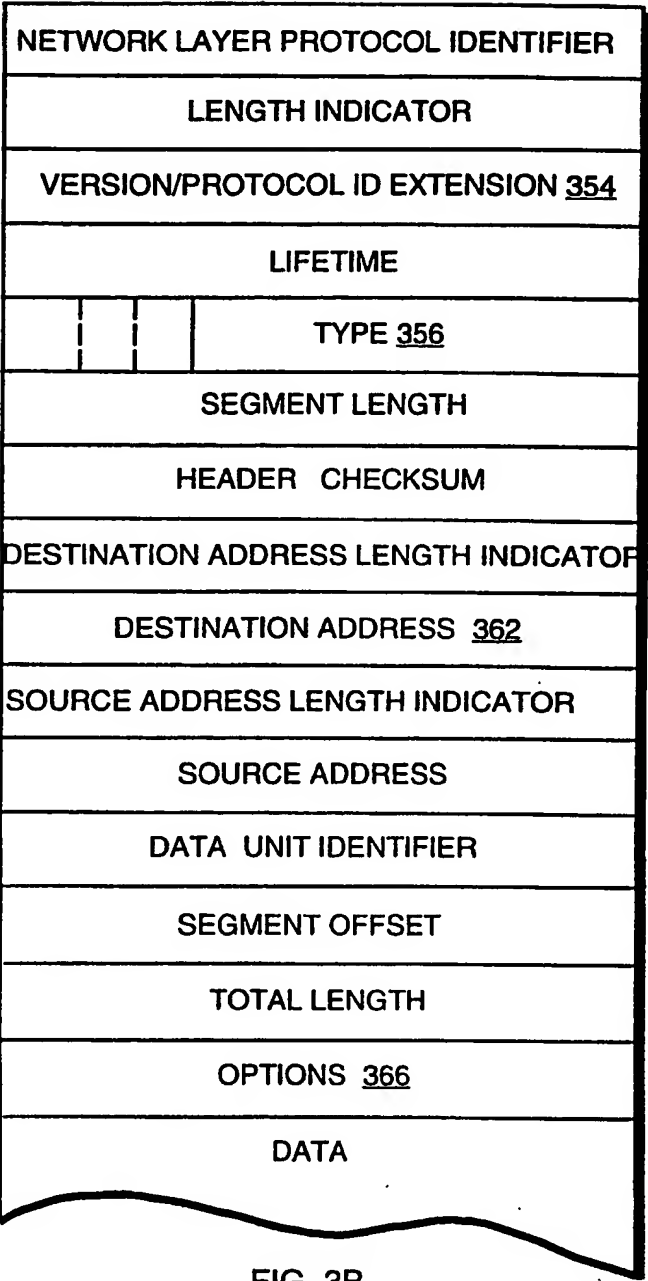 NETWORK LAYER PROTOCOL IDENTIFIER
LENGTH INDICATOR
VERSION/PROTOCOL ID EXTENSION 354
LIFETIME
TYPE 356
SEGMENT LENGTH
HEADER CHECKSUM
DESTINATION ADDRESS LENGTH INDICATOR
DESTINATION ADDRESS 362
SOURCE ADDRESS LENGTH INDICATOR
SOURCE ADDRESS
DATA UNIT IDENTIFIER
SEGMENT OFFSET
TOTAL LENGTH
OPTIONS 366
DATA
FIG. 3B